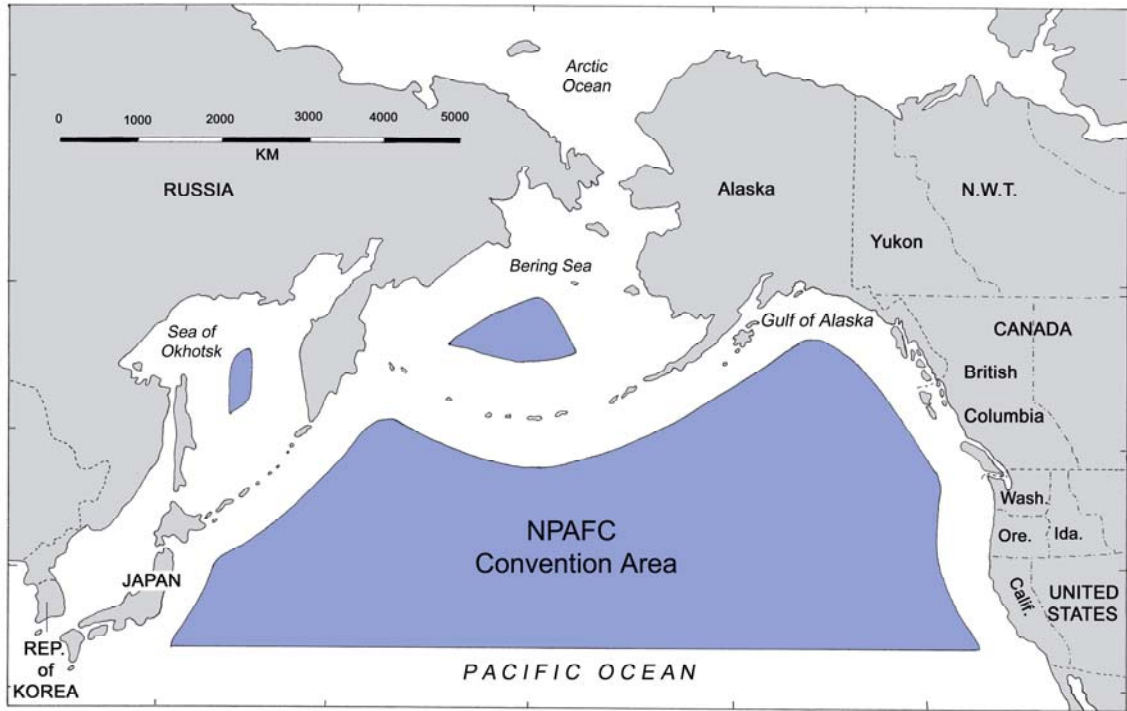 Arctic
Ocean
0 1000 2000 3000 4000 5000
KM
RUSSIA
Alaska
N.W.T.
Yukon
Bering Sea
Sea of
Okhotsk
Gulf of Alaska
CANADA
British
Columbia
Wash.
Ore.
Ida.
NPAFC
Convention Area
JAPAN
Calif.
UNITED
STATES
REP.
of
KOREA
PACIFIC OCEAN